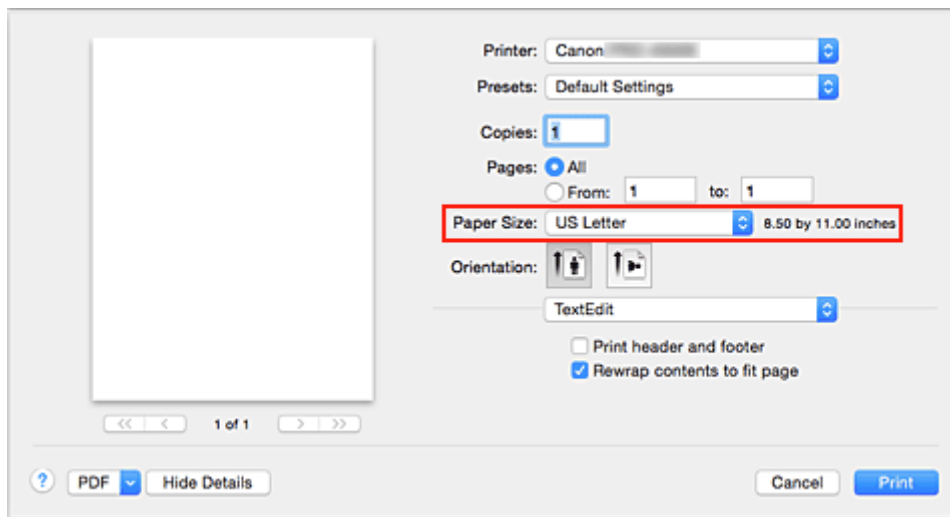 Printer: Canon
Presets: Default Settings
Copies: 1
Pages: All
From: 1 to: 1
Paper Size: US Letter 8.50 by 11.00 inches
Orientation:
TextEdit
Print header and footer
Rewrap contents to fit page
<< < 1 of 1 > >>
? PDF Hide Details Cancel Print